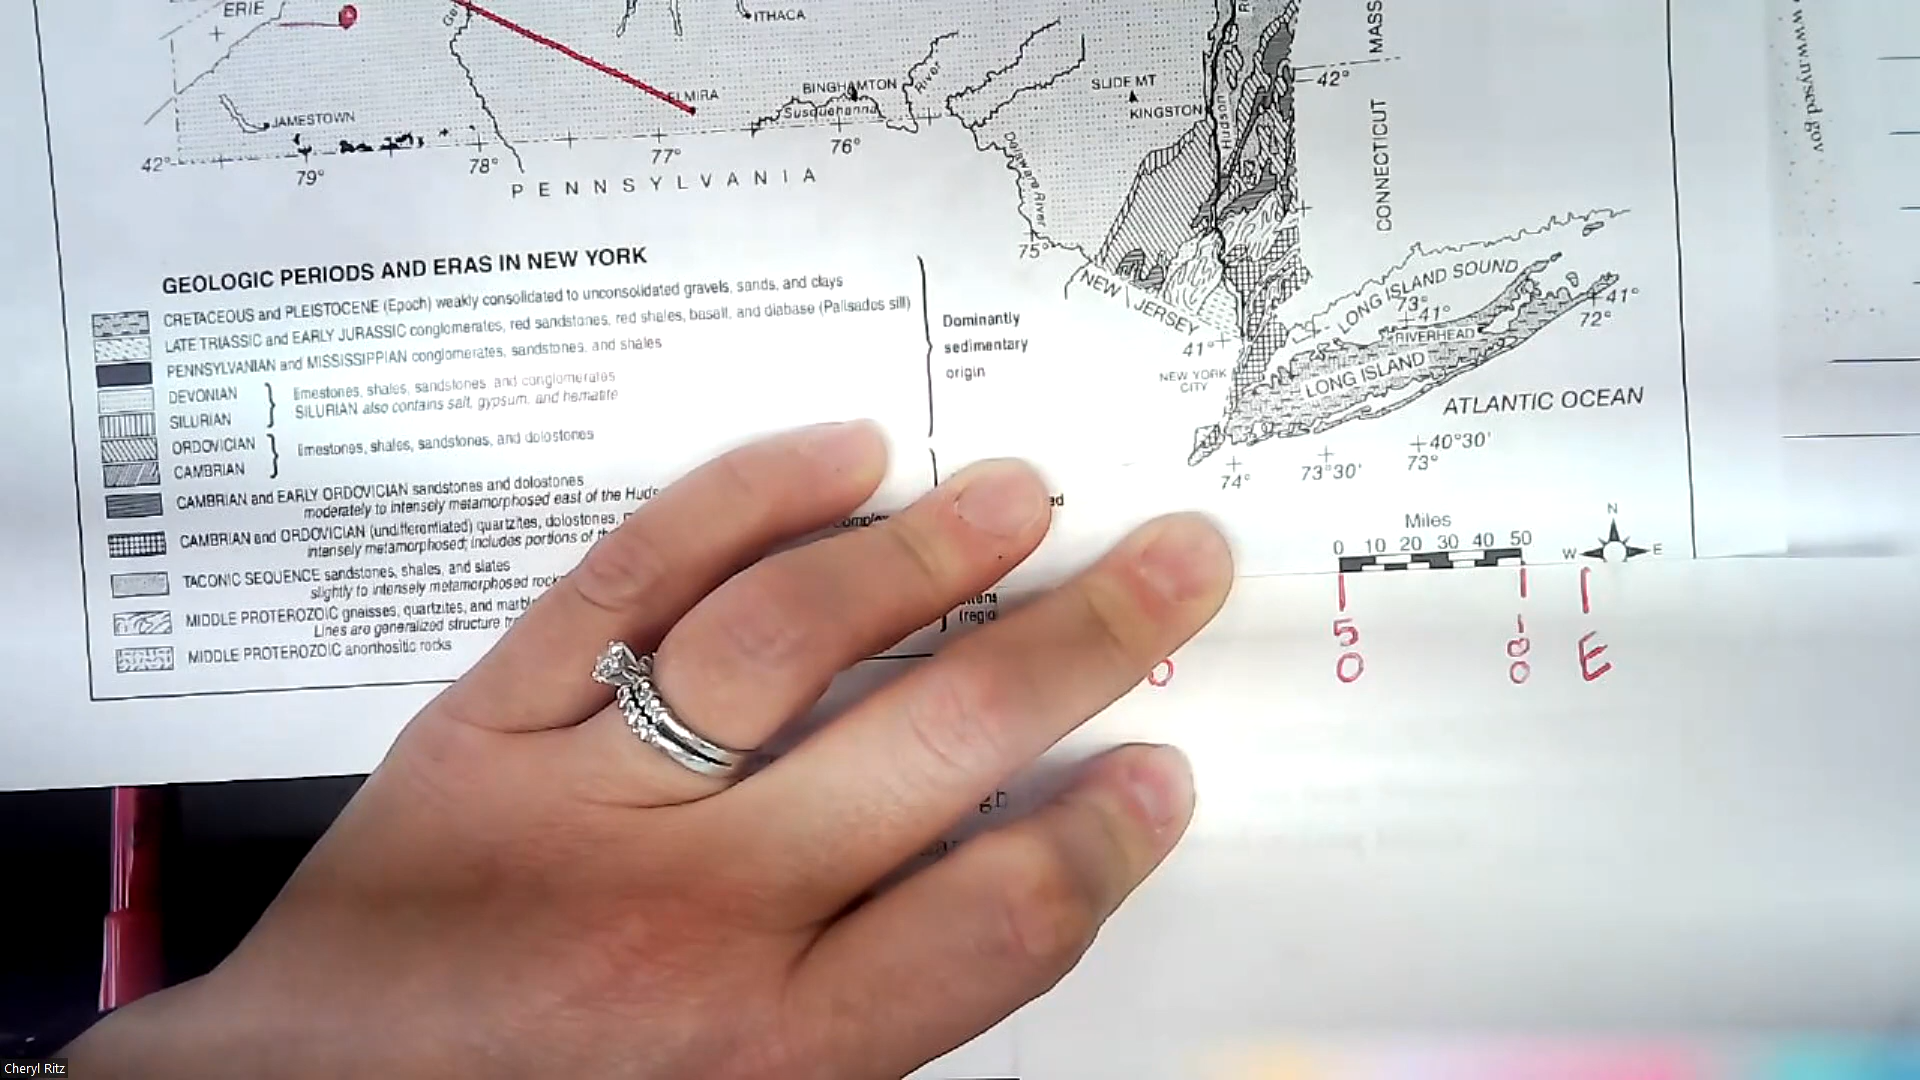 ERIE
ITHACA
ELMIRA
BINGHAMTON
Susquehanna
River
SLIDE MT
KINGSTON
Hudson
MASS
42°
CONNECTICUT
www.nysed.gov
JAMESTOWN
42°
79°
78°
77°
76°
PENNSYLVANIA
Delaware River
75°
NEW JERSEY
LONG ISLAND SOUND
73°
41°
41°
72°
RIVERHEAD
LONG ISLAND
41°
NEW YORK
CITY
ATLANTIC OCEAN
40°30'
73°
73°30'
74°
GEOLOGIC PERIODS AND ERAS IN NEW YORK
CRETACEOUS and PLEISTOCENE (Epoch) weakly consolidated to unconsolidated gravels, sands, and clays
LATE TRIASSIC and EARLY JURASSIC conglomerates, red sandstones, red shales, basalt, and diabase (Palisades sill)
PENNSYLVANIAN and MISSISSIPPIAN conglomerates, sandstones, and shales
DEVONIAN
limestones, shales, sandstones, and conglomerates
SILURIAN
SILURIAN also contains salt, gypsum, and hematite
ORDOVICIAN
limestones, shales, sandstones, and dolostones
CAMBRIAN
CAMBRIAN and EARLY ORDOVICIAN sandstones and dolostones
moderately to intensely metamorphosed east of the Huds
CAMBRIAN and ORDOVICIAN (undifferentiated) quartzites, dolostones,
intensely metamorphosed; includes portions of th
TACONIC SEQUENCE sandstones, shales, and slates
slightly to intensely metamorphosed rock
MIDDLE PROTEROZOIC gneisses, quartzites, and marbl
Lines are generalized structure tr
MIDDLE PROTEROZOIC anorthositic rocks
Dominantly
sedimentary
origin
Miles
0 10 20 30 40 50
N
W E
50
100
E
0
Cheryl Ritz